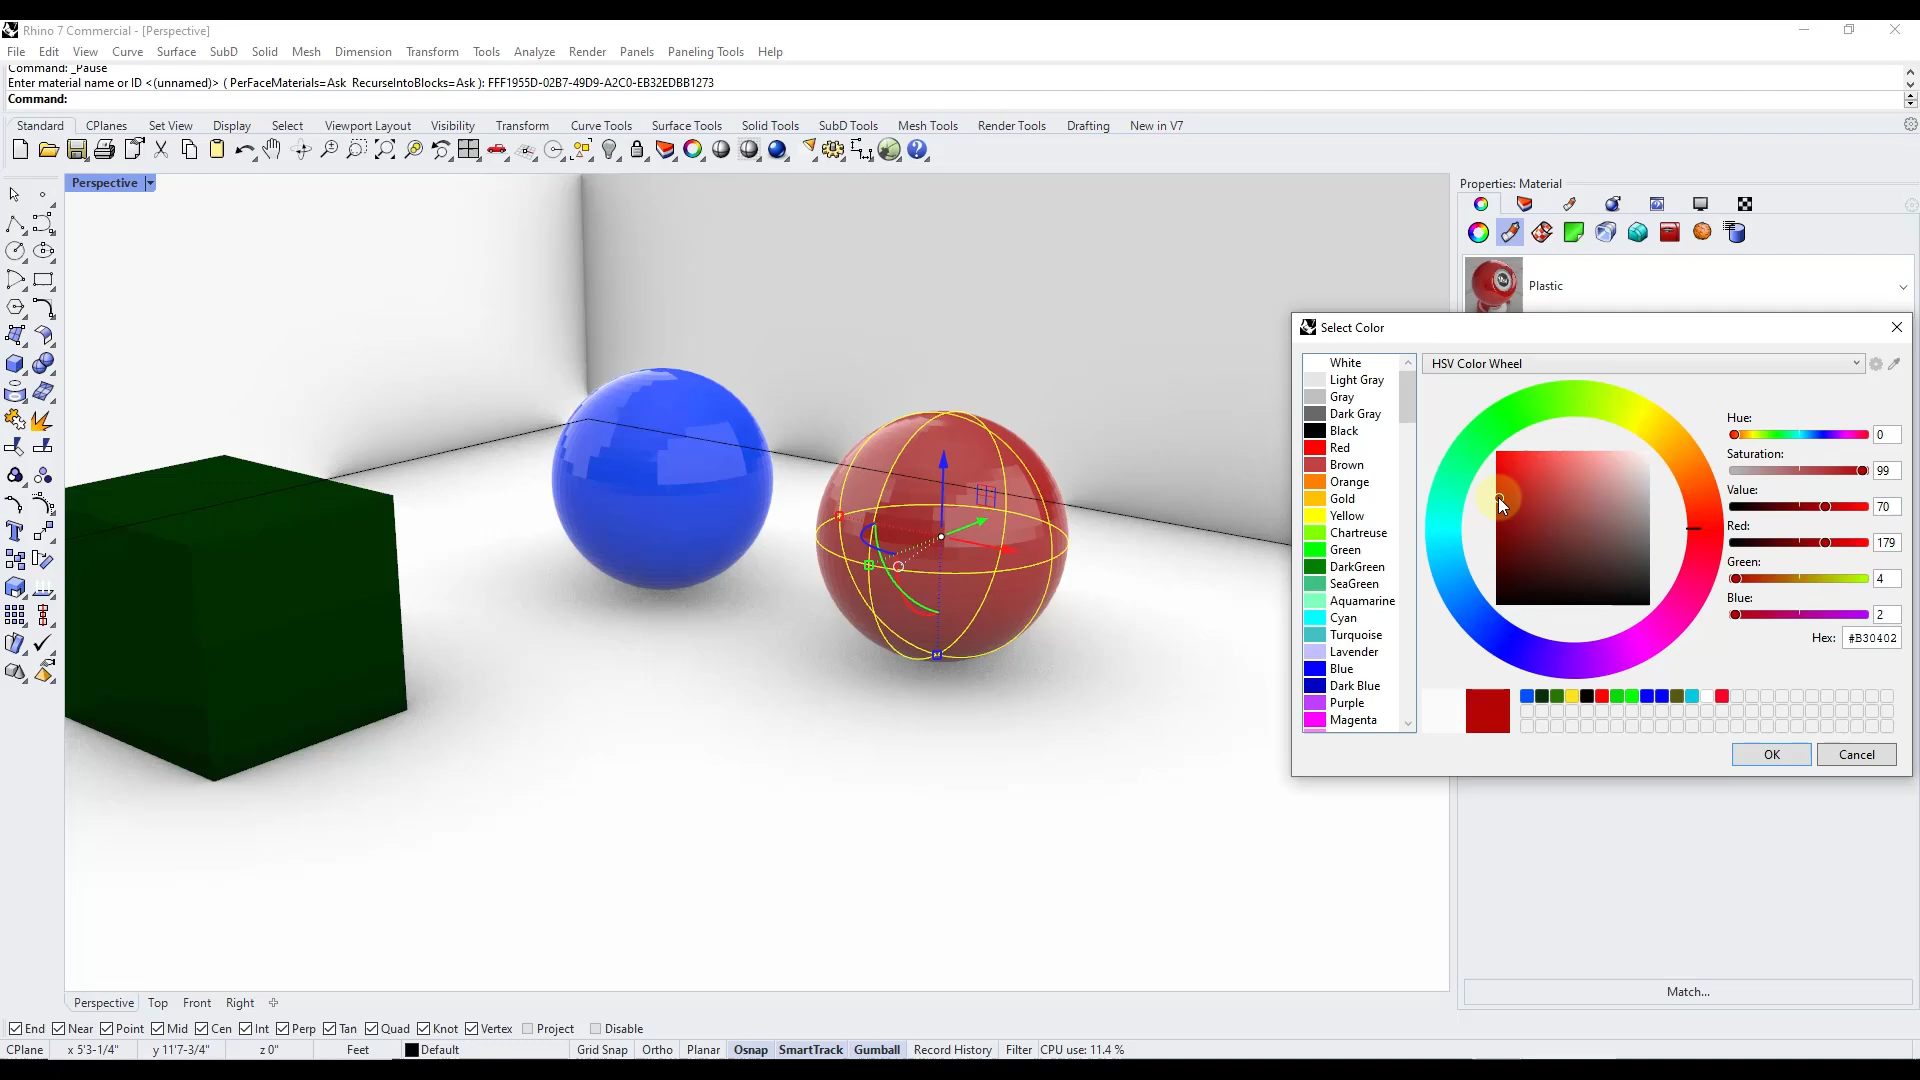 Rhino 7 Commercial - [Perspective]
File Edit View Curve Surface SubD Solid Mesh Dimension Transform Tools Analyze Render Panels Paneling Tools Help
Command: _Pause
Enter material name or ID <(unnamed)> ( PerFaceMaterials=Ask RecurseIntoBlocks=Ask ): FFF1955D-02B7-49D9-A2C0-EB32EDBB1273
Command:
Standard CPlanes Set View Display Select Viewport Layout Visibility Transform Curve Tools Surface Tools Solid Tools SubD Tools Mesh Tools Render Tools Drafting New in V7
Perspective
Properties: Material
Plastic
Select Color
HSV Color Wheel
White
Light Gray
Gray
Dark Gray
Black
Red
Brown
Orange
Gold
Yellow
Chartreuse
Green
DarkGreen
SeaGreen
Aquamarine
Cyan
Turquoise
Lavender
Blue
Dark Blue
Purple
Magenta
Hue:
0
Saturation:
99
Value:
70
Red:
179
Green:
4
Blue:
2
Hex: #B30402
OK Cancel
Match...
Perspective Top Front Right
End Near Point Mid Cen Int Perp Tan Quad Knot Vertex Project Disable
CPlane x 5'3-1/4" y 11'7-3/4" z 0" Feet Default Grid Snap Ortho Planar Osnap SmartTrack Gumball Record History Filter CPU use: 11.4 %